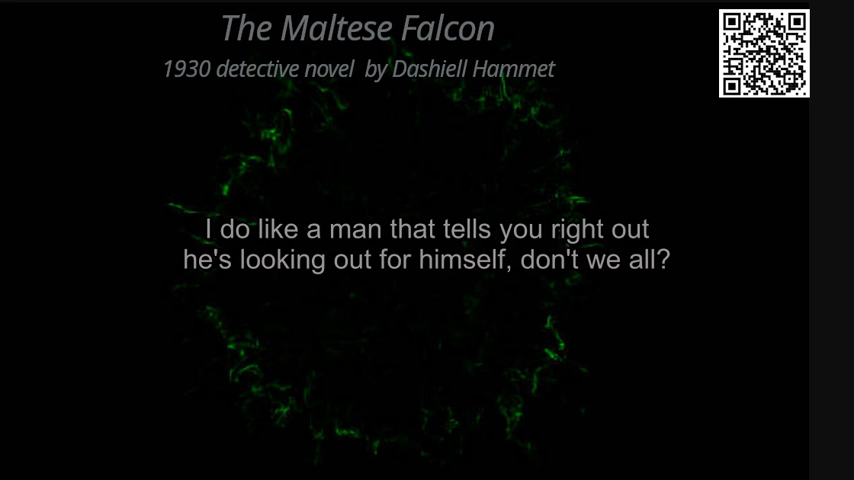 The Maltese Falcon
1930 detective novel  by Dashiell Hammet
I do like a man that tells you right out
he's looking out for himself, don't we all?